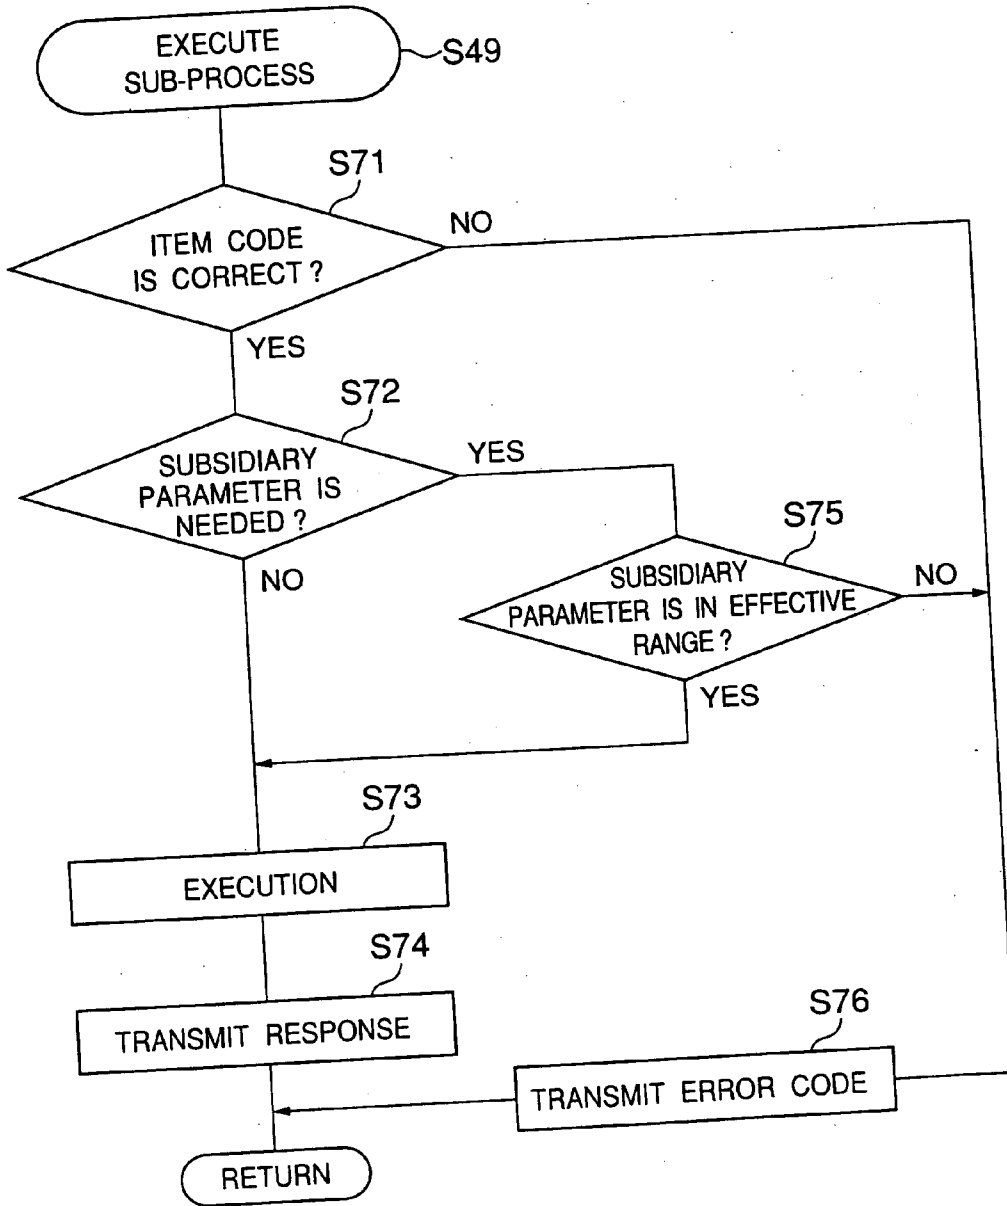 EXECUTE
SUB-PROCESS
S49
S71
ITEM CODE
IS CORRECT?
NO
YES
S72
SUBSIDIARY
PARAMETER IS
NEEDED?
YES
NO
S75
SUBSIDIARY
PARAMETER IS IN EFFECTIVE
RANGE?
NO
YES
S73
EXECUTION
S74
TRANSMIT RESPONSE
S76
TRANSMIT ERROR CODE
RETURN